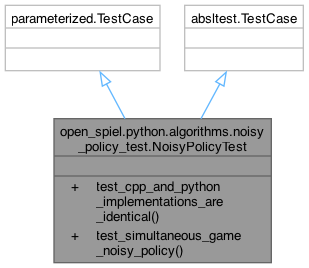 parameterized.TestCase
absltest.TestCase
open_spiel.python.algorithms.noisy
_policy_test.NoisyPolicyTest
+ test_cpp_and_python
_implementations_are
_identical()
+ test_simultaneous_game
_noisy_policy()